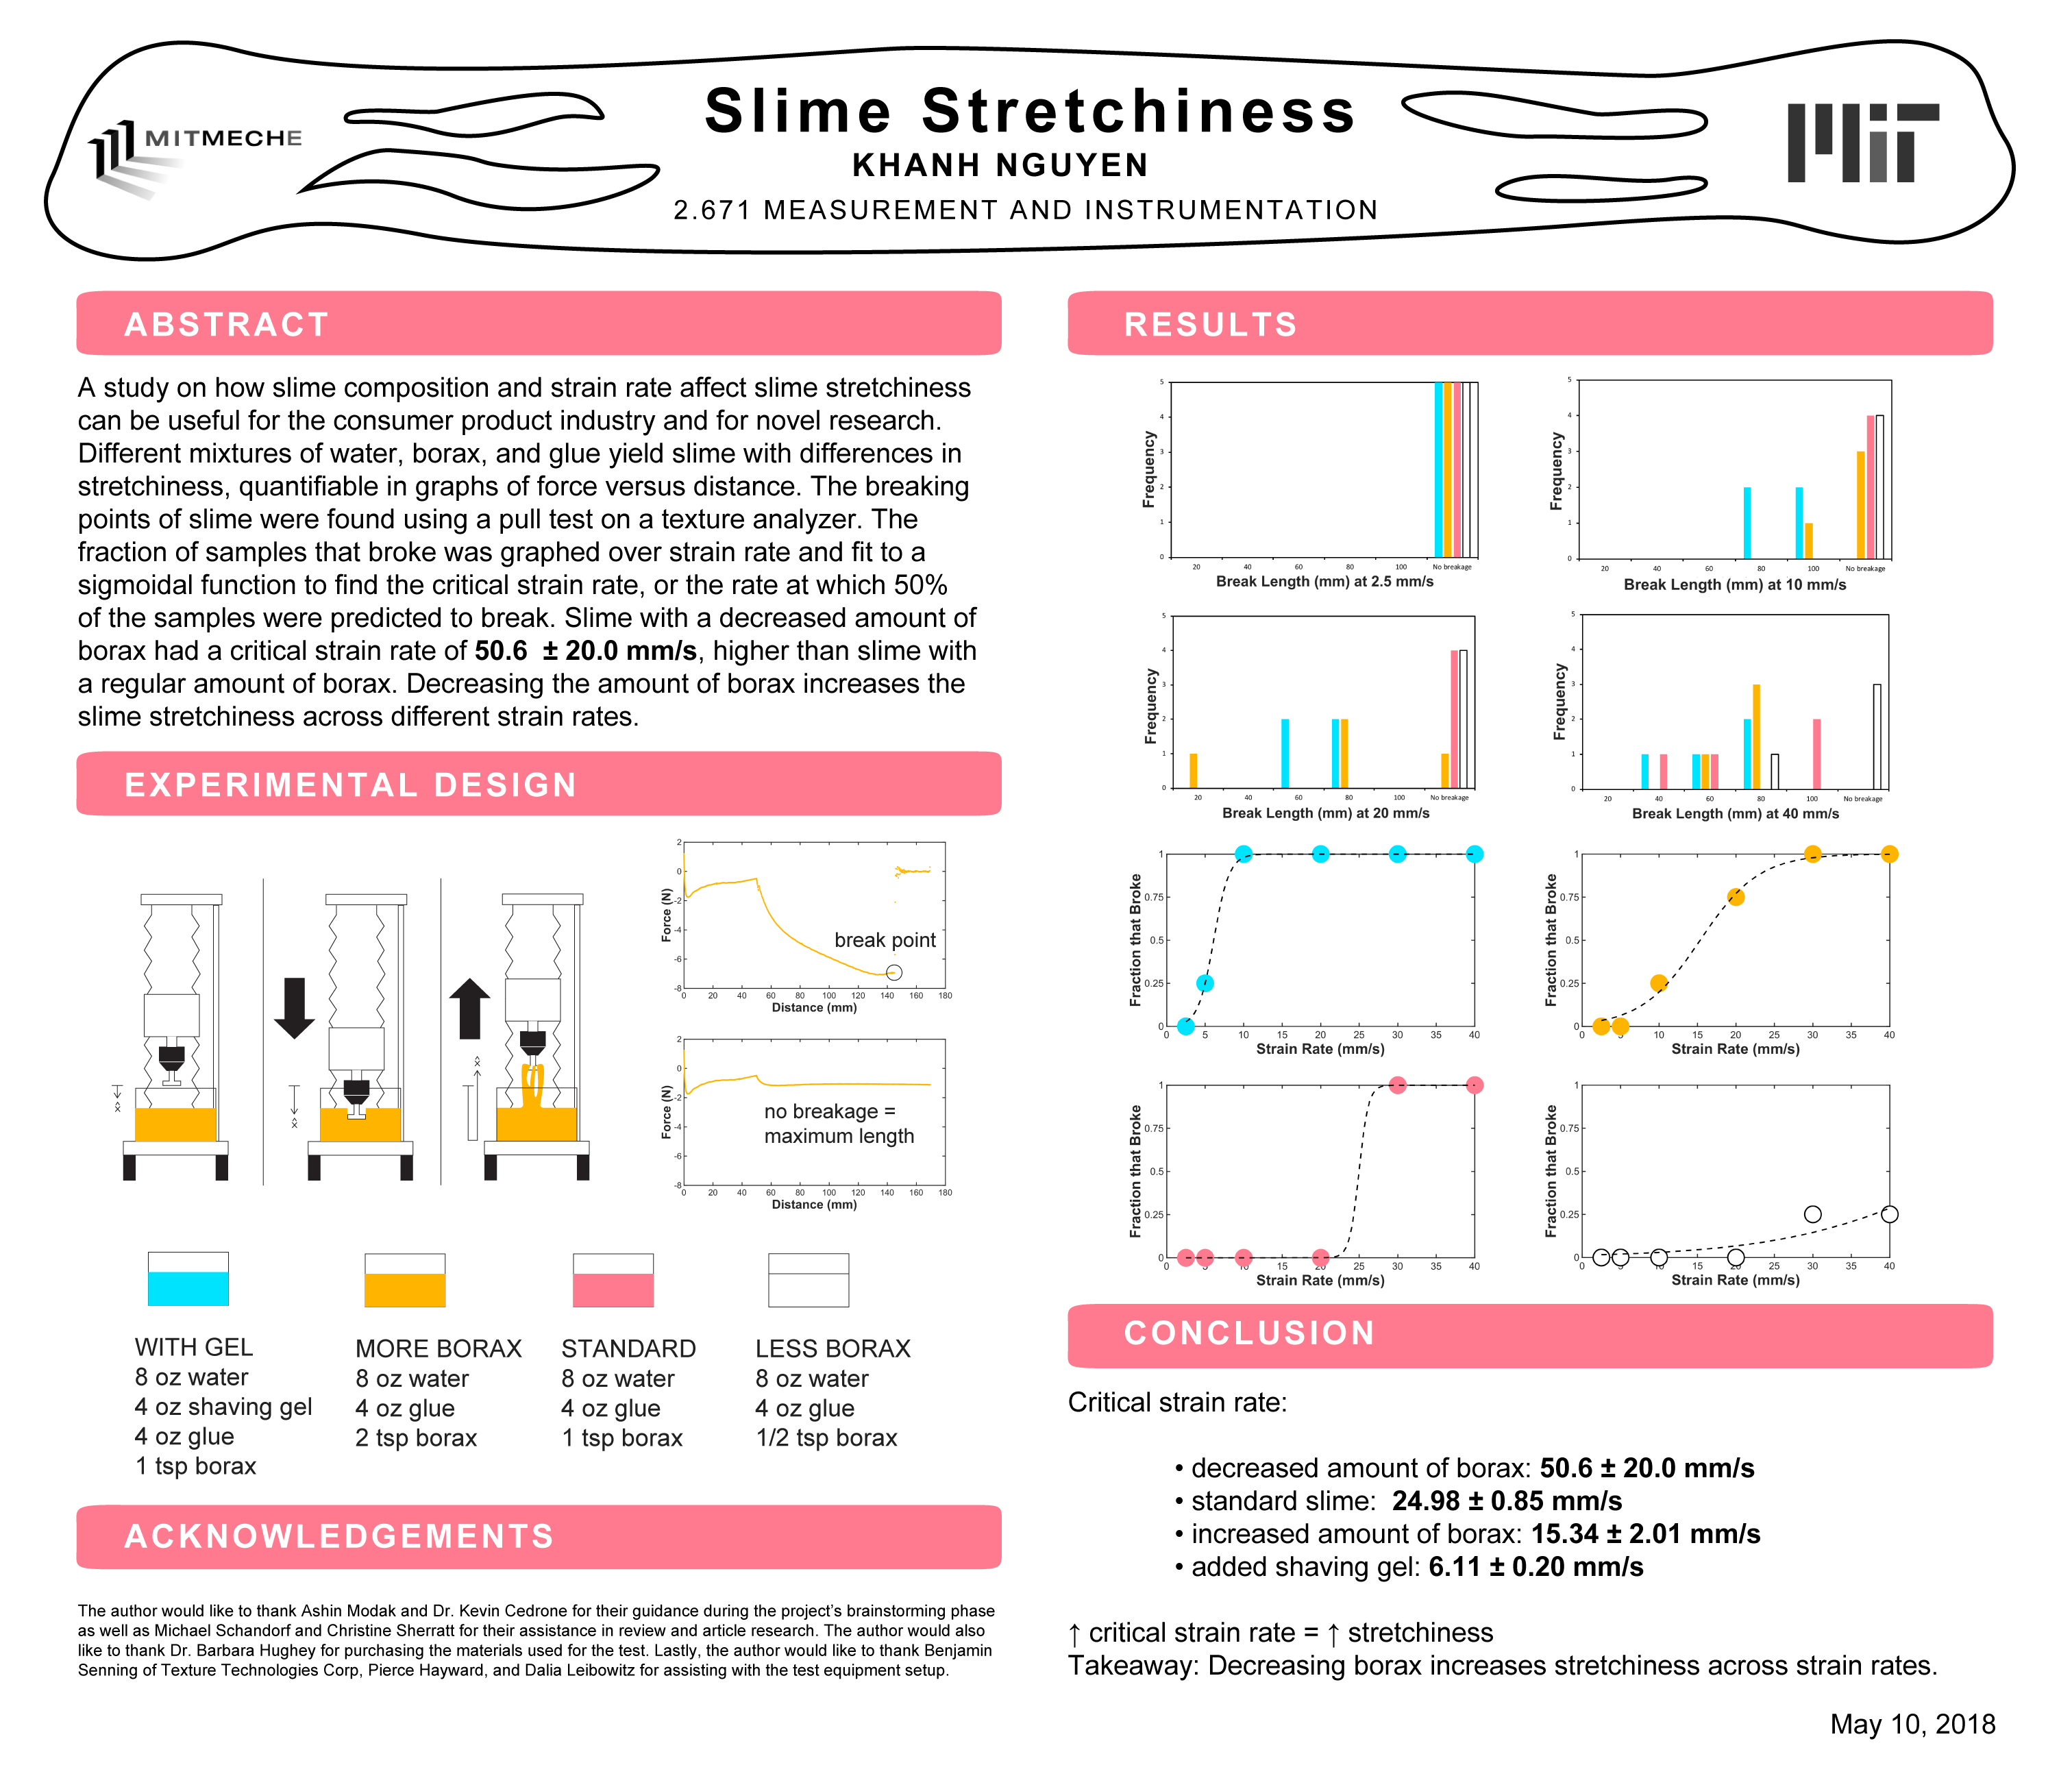 MITMECHE
Slime Stretchiness
KHANH NGUYEN
2.671 MEASUREMENT AND INSTRUMENTATION
MIT
ABSTRACT
A study on how slime composition and strain rate affect slime stretchiness
can be useful for the consumer product industry and for novel research.
Different mixtures of water, borax, and glue yield slime with differences in
stretchiness, quantifiable in graphs of force versus distance. The breaking
points of slime were found using a pull test on a texture analyzer. The
fraction of samples that broke was graphed over strain rate and fit to a
sigmoidal function to find the critical strain rate, or the rate at which 50%
of the samples were predicted to break. Slime with a decreased amount of
borax had a critical strain rate of 50.6 ± 20.0 mm/s, higher than slime with
a regular amount of borax. Decreasing the amount of borax increases the
slime stretchiness across different strain rates.
EXPERIMENTAL DESIGN
x̂
x̂
x̂
2
0
-2
-4
-6
-8
Force (N)
break point
0 20 40 60 80 100 120 140 160 180
Distance (mm)
2
0
-2
-4
-6
-8
Force (N)
no breakage =
maximum length
0 20 40 60 80 100 120 140 160 180
Distance (mm)
WITH GEL
8 oz water
4 oz shaving gel
4 oz glue
1 tsp borax
MORE BORAX
8 oz water
4 oz glue
2 tsp borax
STANDARD
8 oz water
4 oz glue
1 tsp borax
LESS BORAX
8 oz water
4 oz glue
1/2 tsp borax
ACKNOWLEDGEMENTS
The author would like to thank Ashin Modak and Dr. Kevin Cedrone for their guidance during the project's brainstorming phase
as well as Michael Schandorf and Christine Sherratt for their assistance in review and article research. The author would also
like to thank Dr. Barbara Hughey for purchasing the materials used for the test. Lastly, the author would like to thank Benjamin
Senning of Texture Technologies Corp, Pierce Hayward, and Dalia Leibowitz for assisting with the test equipment setup.
RESULTS
5
4
3
2
1
0
Frequency
20 40 60 80 100 No breakage
Break Length (mm) at 2.5 mm/s
5
4
3
2
1
0
Frequency
20 40 60 80 100 No breakage
Break Length (mm) at 10 mm/s
5
4
3
2
1
0
Frequency
20 40 60 80 100 No breakage
Break Length (mm) at 20 mm/s
5
4
3
2
1
0
Frequency
20 40 60 80 100 No breakage
Break Length (mm) at 40 mm/s
1
0.75
0.5
0.25
0
Fraction that Broke
0 5 10 15 20 25 30 35 40
Strain Rate (mm/s)
1
0.75
0.5
0.25
0
Fraction that Broke
0 5 10 15 20 25 30 35 40
Strain Rate (mm/s)
1
0.75
0.5
0.25
0
Fraction that Broke
0 5 10 15 20 25 30 35 40
Strain Rate (mm/s)
1
0.75
0.5
0.25
0
Fraction that Broke
0 5 10 15 20 25 30 35 40
Strain Rate (mm/s)
CONCLUSION
Critical strain rate:
• decreased amount of borax: 50.6 ± 20.0 mm/s
• standard slime: 24.98 ± 0.85 mm/s
• increased amount of borax: 15.34 ± 2.01 mm/s
• added shaving gel: 6.11 ± 0.20 mm/s
↑ critical strain rate = ↑ stretchiness
Takeaway: Decreasing borax increases stretchiness across strain rates.
May 10, 2018